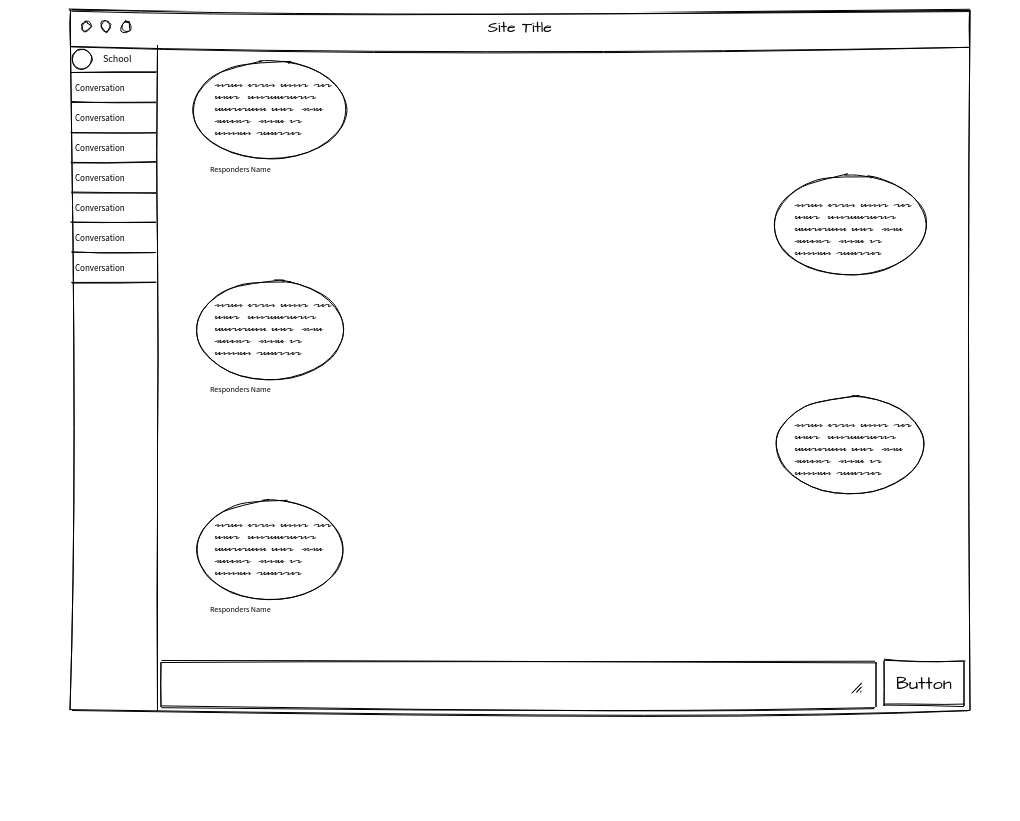 Site Title
School
Conversation
Conversation
Conversation
Conversation
Conversation
Conversation
Conversation
Responders Name
Responders Name
Responders Name
Button